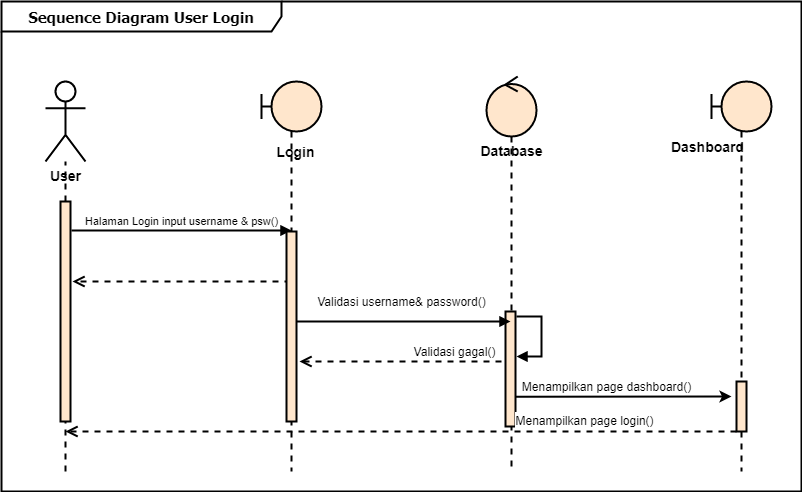 Sequence Diagram User Login
User
Login
Database
Dashboard
Halaman Login input username & psw()
Validasi username& password()
Validasi gagal()
Menampilkan page dashboard()
Menampilkan page login()